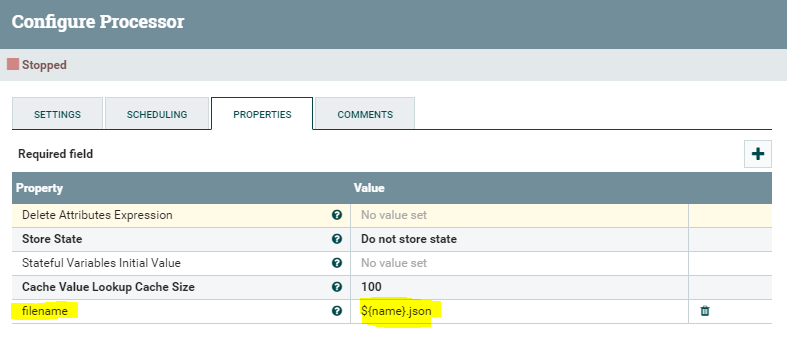 Configure Processor
Stopped
SETTINGS SCHEDULING PROPERTIES COMMENTS
Required field
Property Value
Delete Attributes Expression No value set
Store State Do not store state
Stateful Variables Initial Value No value set
Cache Value Lookup Cache Size 100
filename ${name}.json